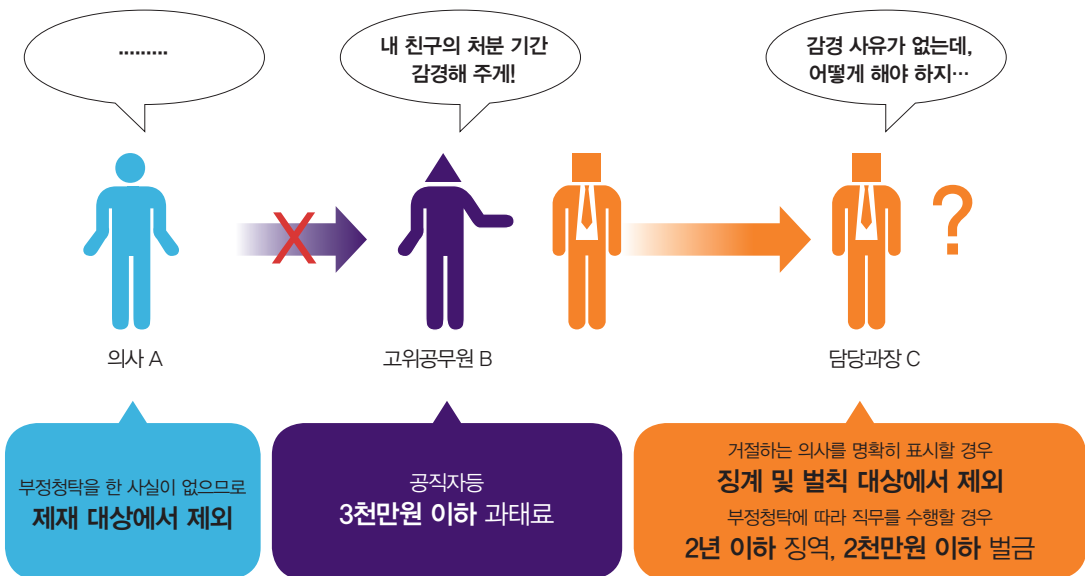 .........
내 친구의 처분 기간
감경해 주게!
감경 사유가 없는데,
어떻게 해야 하지…
X
?
의사 A
고위공무원 B
담당과장 C
부정청탁을 한 사실이 없으므로
제재 대상에서 제외
공직자등
3천만원 이하 과태료
거절하는 의사를 명확히 표시할 경우
징계 및 벌칙 대상에서 제외
부정청탁에 따라 직무를 수행할 경우
2년 이하 징역, 2천만원 이하 벌금